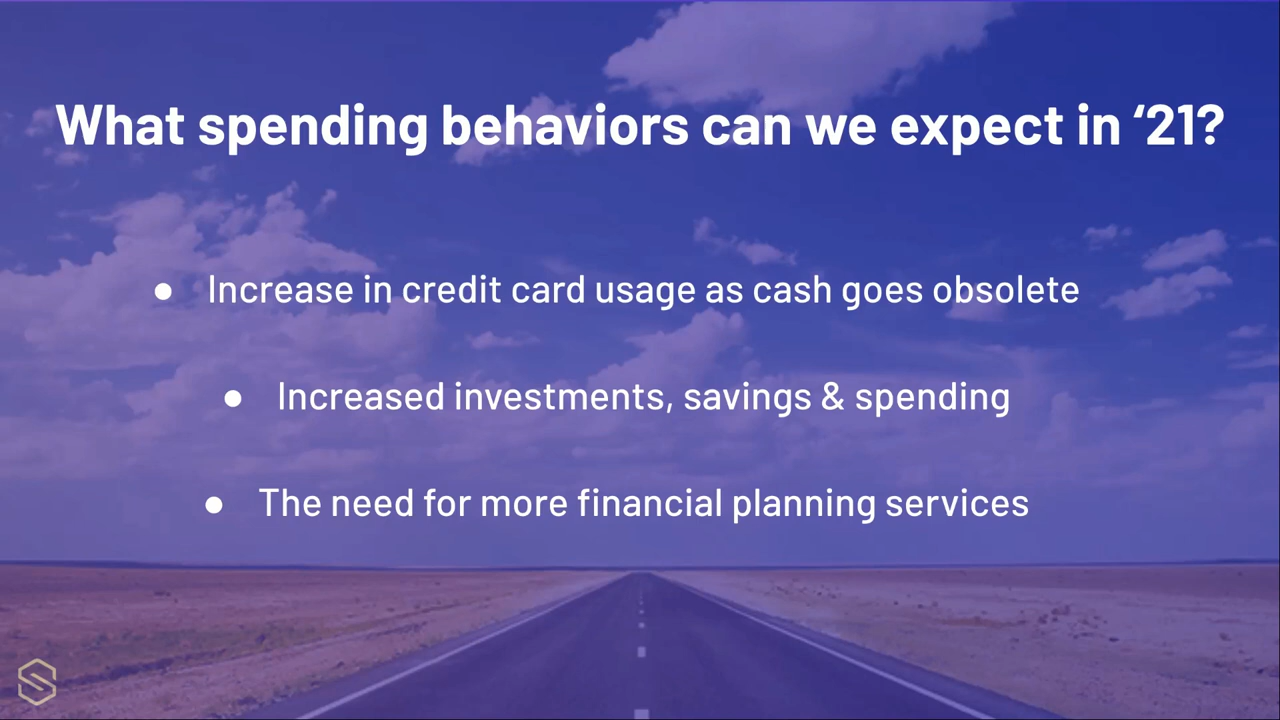 What spending behaviors can we expect in ‘21?
● Increase in credit card usage as cash goes obsolete
● Increased investments, savings & spending
● The need for more financial planning services